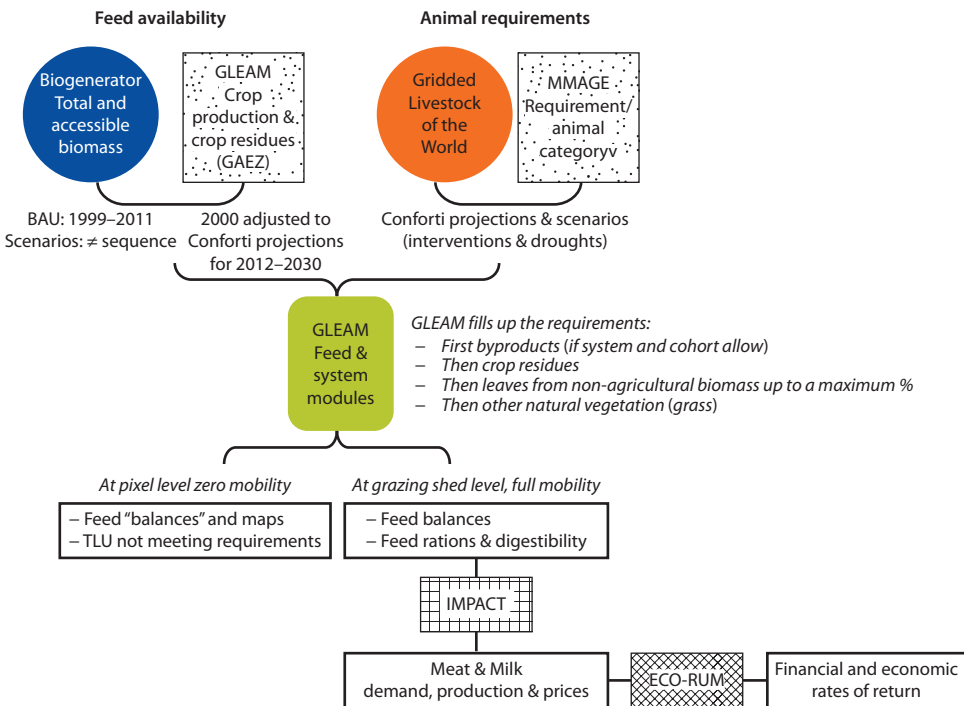 Feed availability
Animal requirements
Biogenerator
Total and
accessible
biomass
GLEAM
Crop
production &
crop residues
(GAEZ)
Gridded
Livestock
of the
World
MMAGE
Requirement/
animal
categoryv
BAU: 1999–2011
Scenarios: ≠ sequence
2000 adjusted to
Conforti projections
for 2012–2030
Conforti projections & scenarios
(interventions & droughts)
GLEAM
Feed &
system
modules
GLEAM fills up the requirements:
– First byproducts (if system and cohort allow)
– Then crop residues
– Then leaves from non-agricultural biomass up to a maximum %
– Then other natural vegetation (grass)
At pixel level zero mobility
– Feed “balances” and maps
– TLU not meeting requirements
At grazing shed level, full mobility
– Feed balances
– Feed rations & digestibility
IMPACT
Meat & Milk
demand, production & prices
ECO-RUM
Financial and economic
rates of return